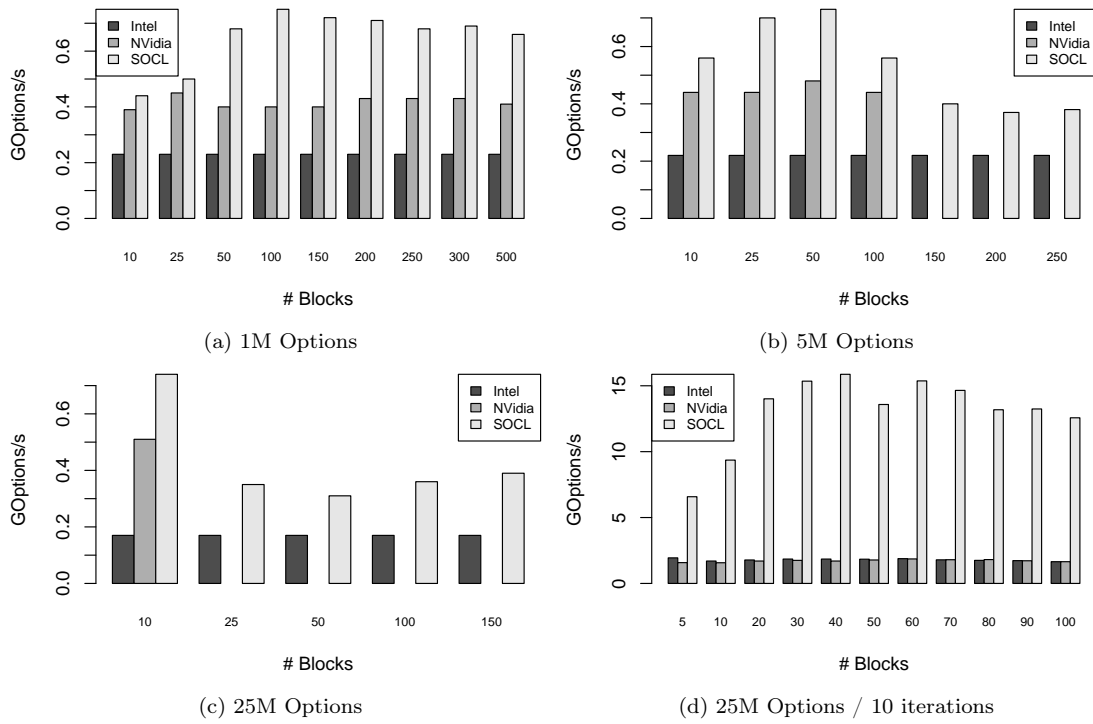 Intel
NVidia
SOCL
GOptions/s
0.0 0.2 0.4 0.6
10 25 50 100 150 200 250 300 500
# Blocks
(a) 1M Options
Intel
NVidia
SOCL
GOptions/s
0.0 0.2 0.4 0.6
10 25 50 100 150 200 250
# Blocks
(b) 5M Options
Intel
NVidia
SOCL
GOptions/s
0.0 0.2 0.4 0.6
10 25 50 100 150
# Blocks
(c) 25M Options
Intel
NVidia
SOCL
GOptions/s
0 5 10 15
5 10 20 30 40 50 60 70 80 90 100
# Blocks
(d) 25M Options / 10 iterations